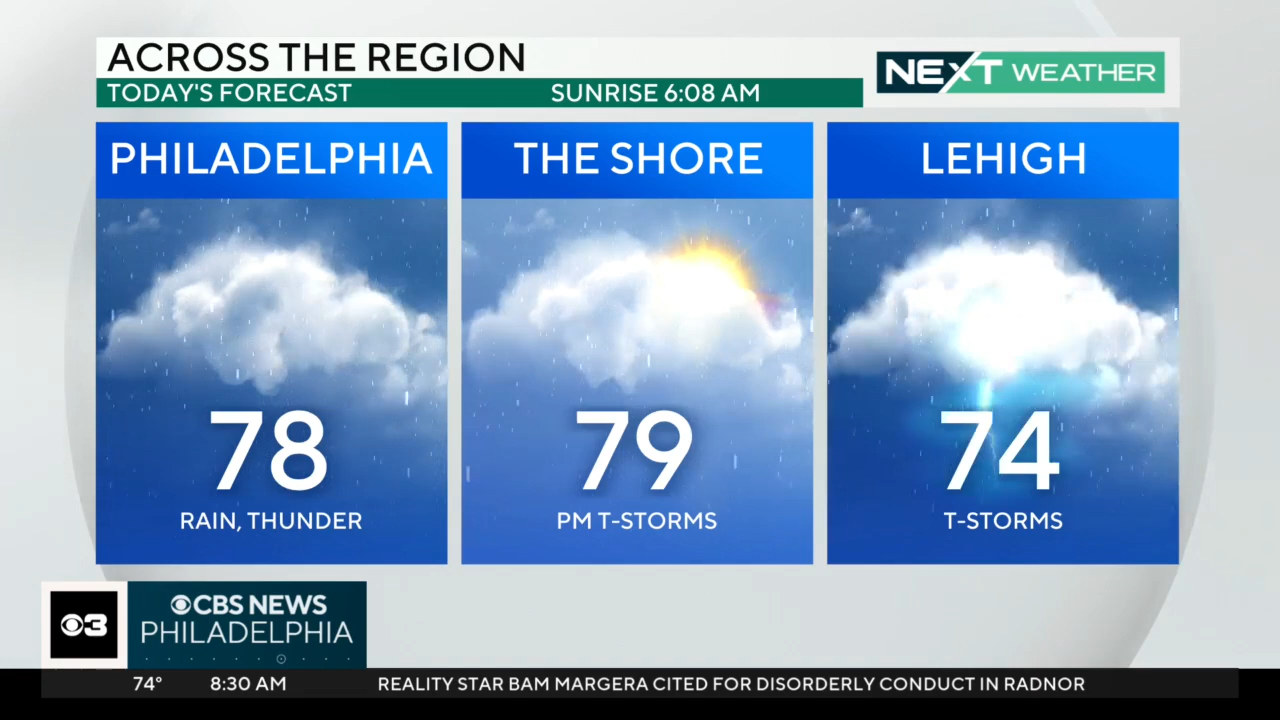 ACROSS THE REGION
TODAY'S FORECAST SUNRISE 6:08 AM
NEXT WEATHER
PHILADELPHIA
78
RAIN, THUNDER
THE SHORE
79
PM T-STORMS
LEHIGH
74
T-STORMS
3
CBS NEWS
PHILADELPHIA
74° 8:30 AM REALITY STAR BAM MARGERA CITED FOR DISORDERLY CONDUCT IN RADNOR